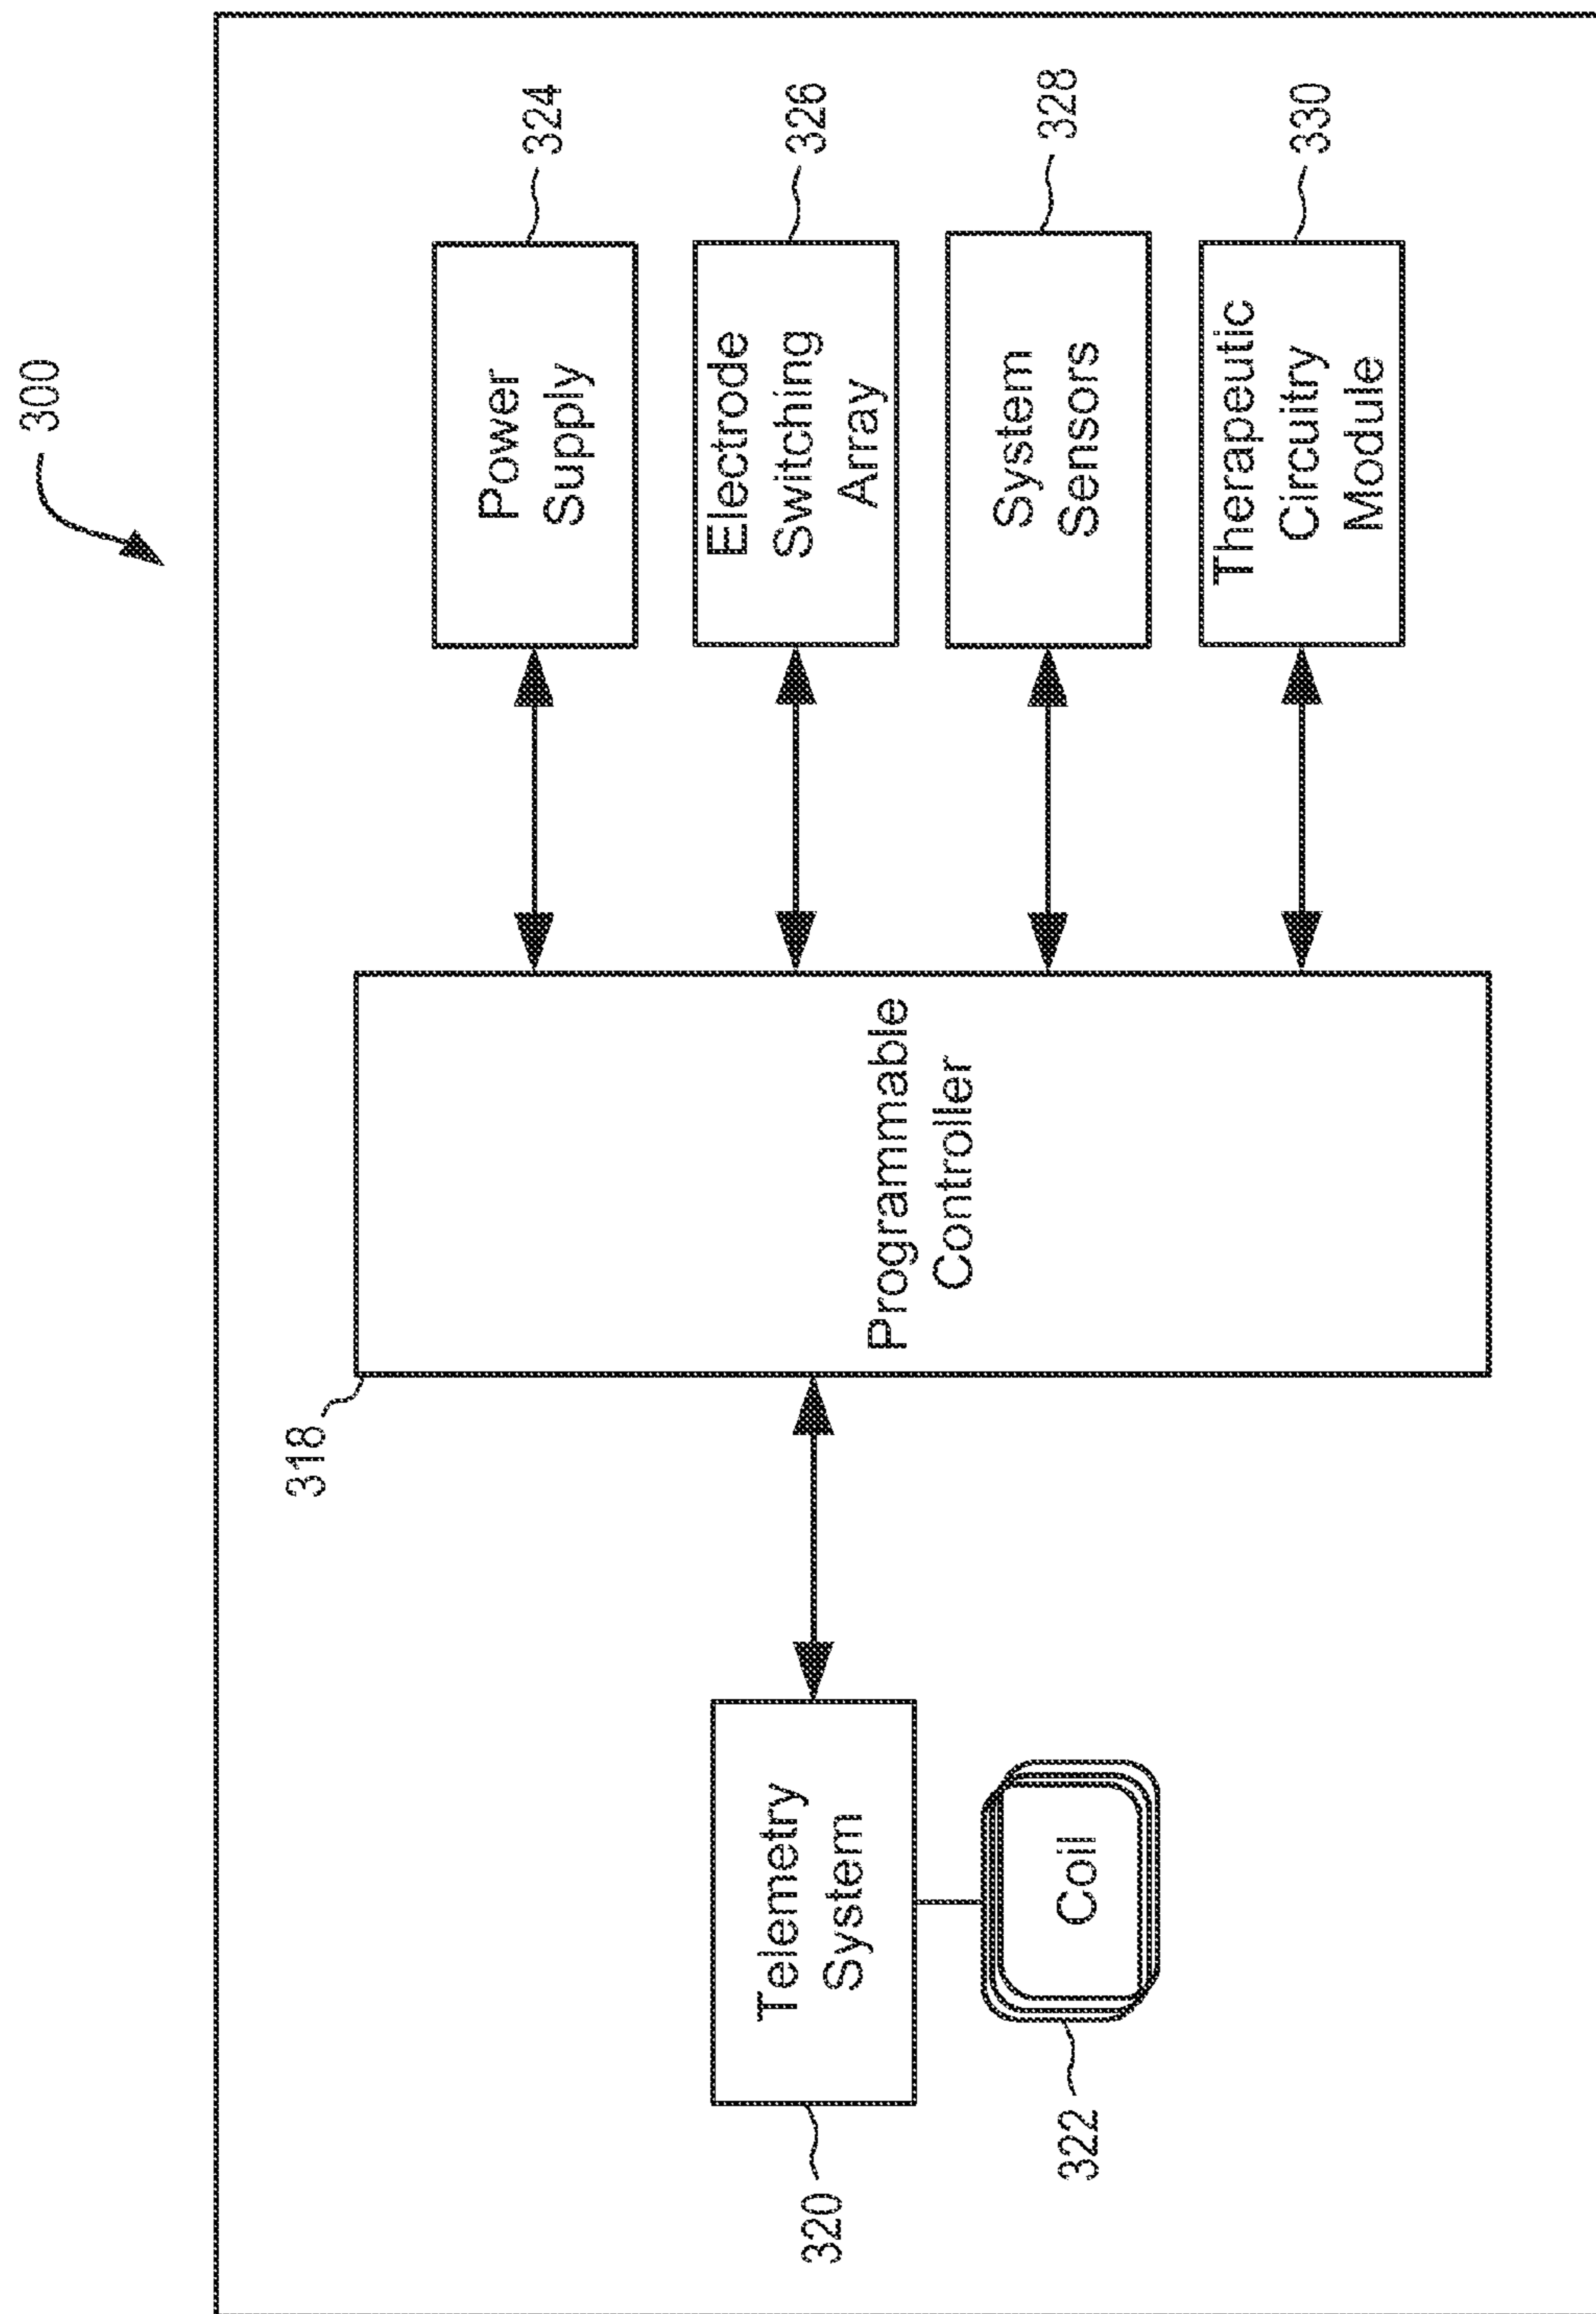 300
318
Telemetry
System
320
Coil
322
Programmable
Controller
Power
Supply
324
Electrode
Switching
Array
326
System
Sensors
328
Therapeutic
Circuitry
Module
330